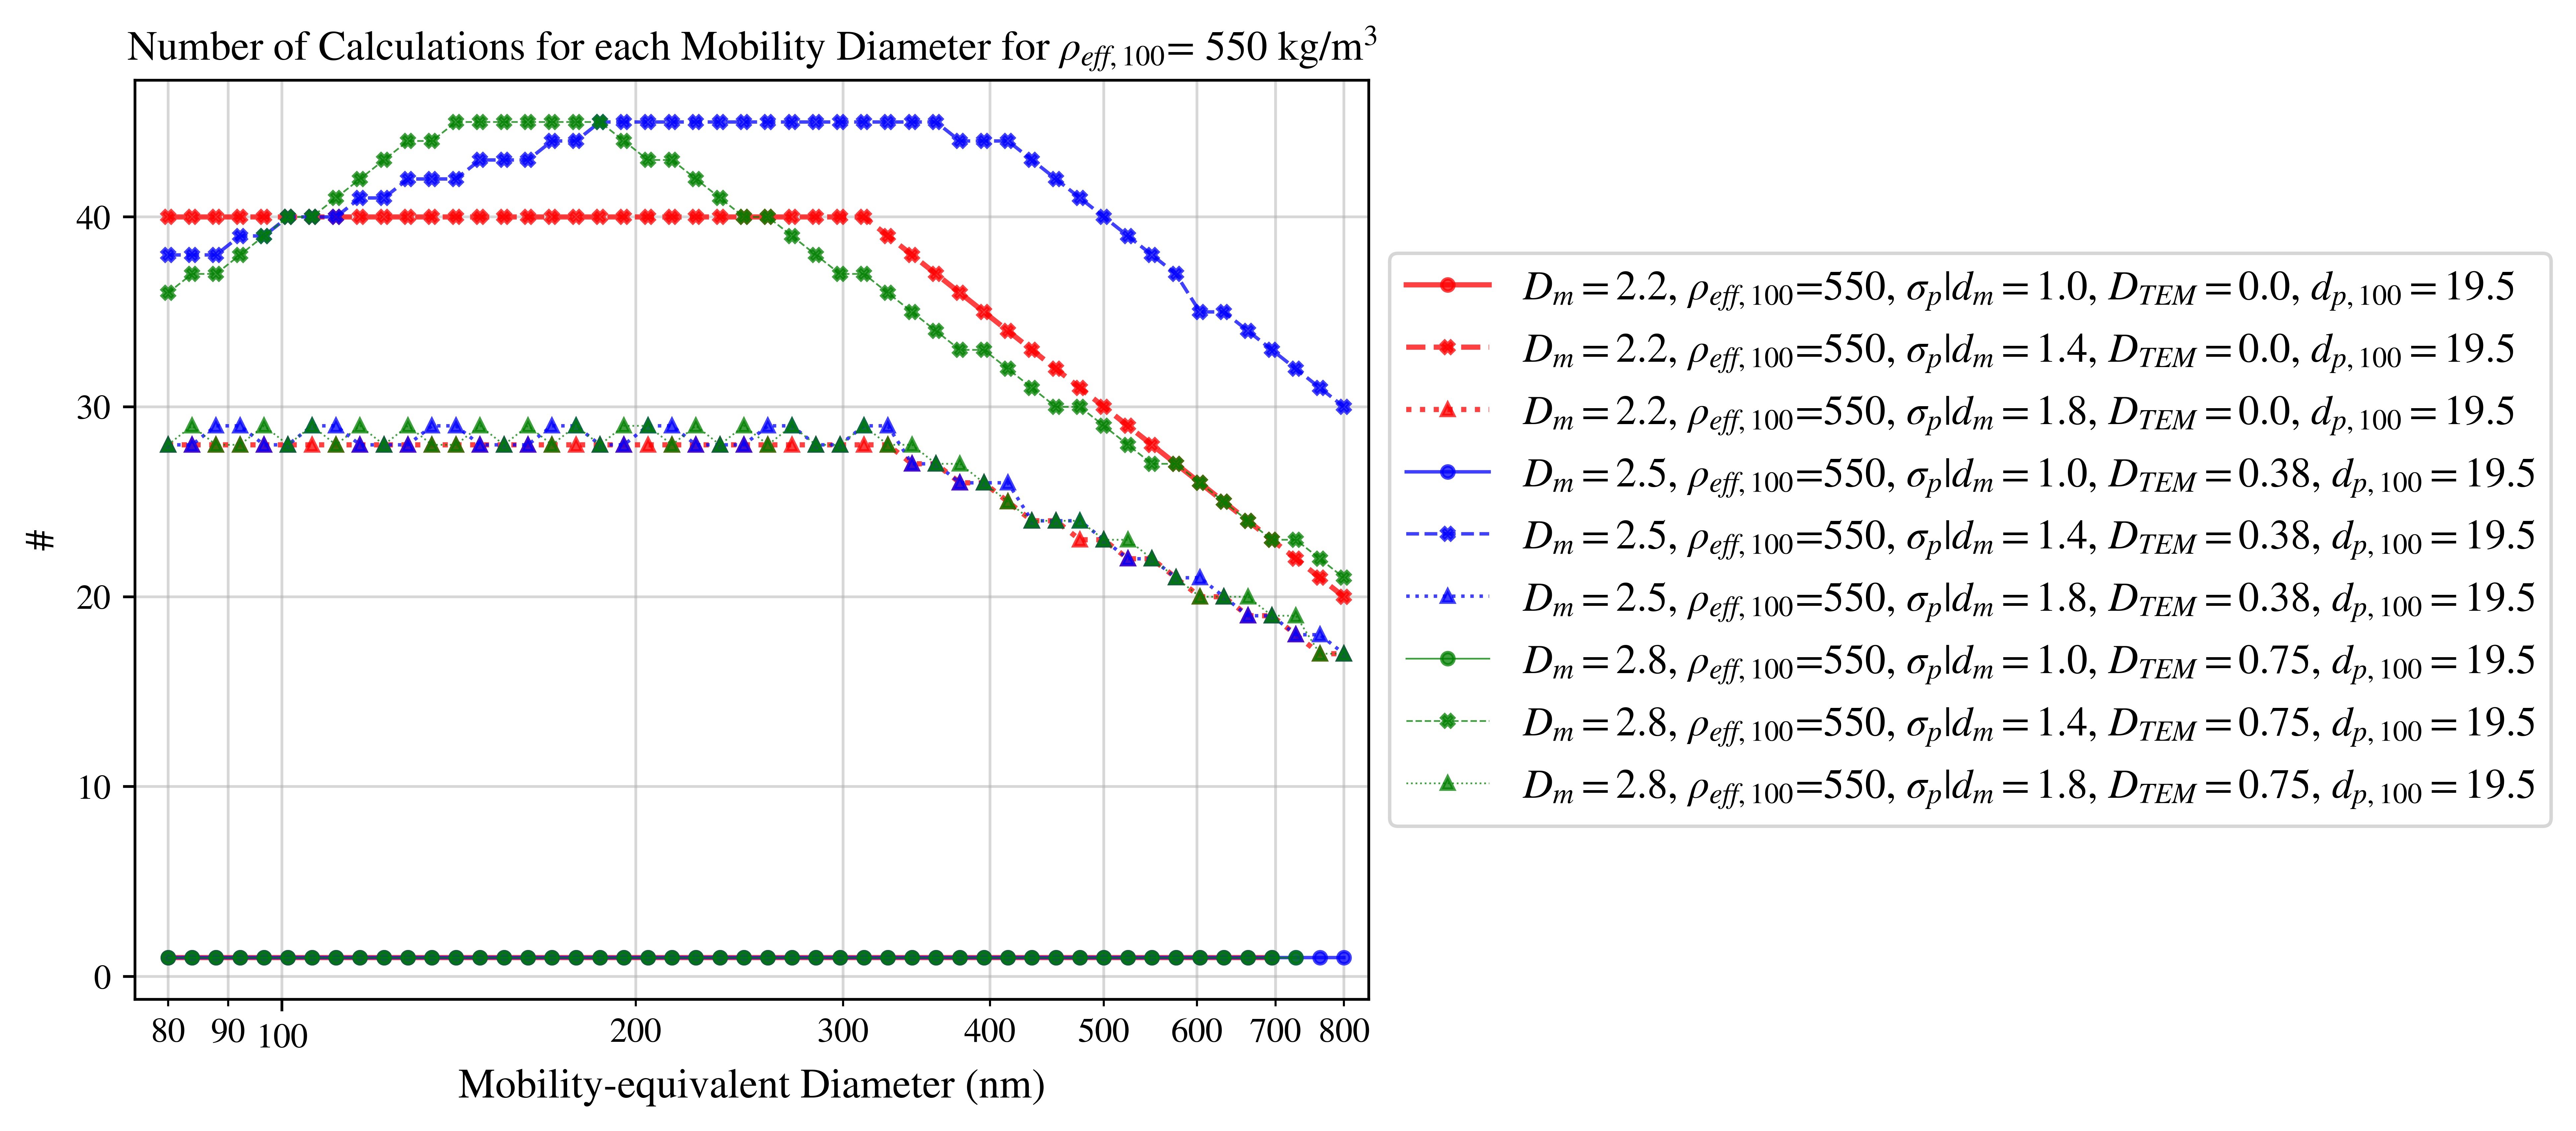 Number of Calculations for each Mobility Diameter for ρeff,100= 550 kg/m³
#
40
30
20
10
0
80 90 100 200 300 400 500 600 700 800
Mobility-equivalent Diameter (nm)
Dm = 2.2, ρeff,100=550, σp|dm = 1.0, DTEM = 0.0, dp,100 = 19.5
Dm = 2.2, ρeff,100=550, σp|dm = 1.4, DTEM = 0.0, dp,100 = 19.5
Dm = 2.2, ρeff,100=550, σp|dm = 1.8, DTEM = 0.0, dp,100 = 19.5
Dm = 2.5, ρeff,100=550, σp|dm = 1.0, DTEM = 0.38, dp,100 = 19.5
Dm = 2.5, ρeff,100=550, σp|dm = 1.4, DTEM = 0.38, dp,100 = 19.5
Dm = 2.5, ρeff,100=550, σp|dm = 1.8, DTEM = 0.38, dp,100 = 19.5
Dm = 2.8, ρeff,100=550, σp|dm = 1.0, DTEM = 0.75, dp,100 = 19.5
Dm = 2.8, ρeff,100=550, σp|dm = 1.4, DTEM = 0.75, dp,100 = 19.5
Dm = 2.8, ρeff,100=550, σp|dm = 1.8, DTEM = 0.75, dp,100 = 19.5